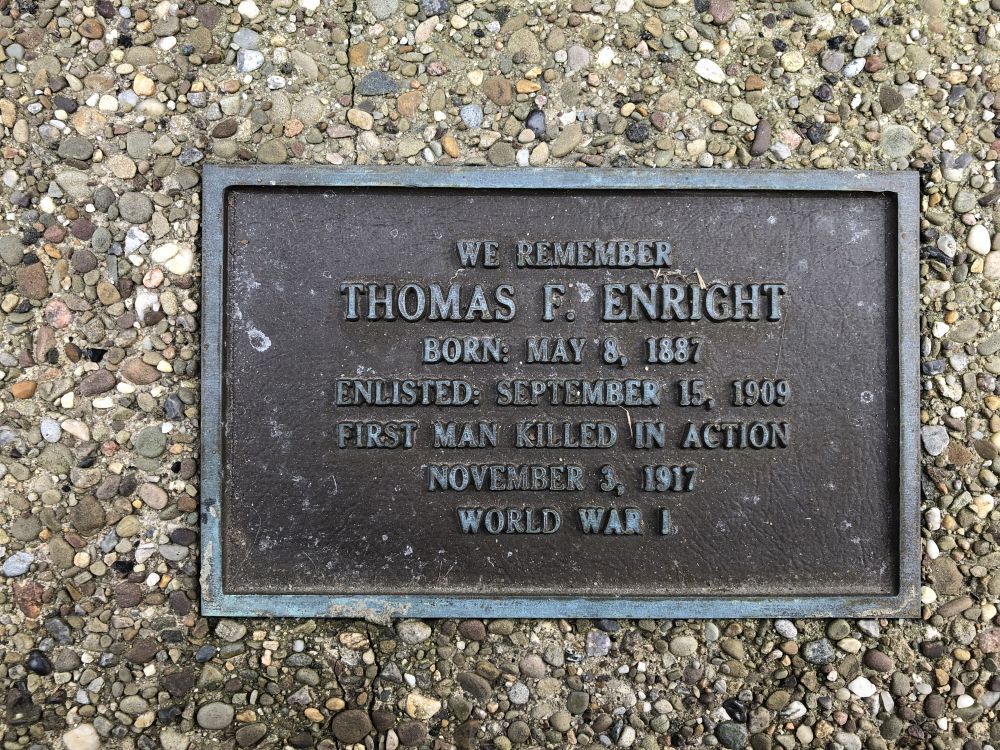 WE REMEMBER
THOMAS F. ENRIGHT
BORN: MAY 8, 1887
ENLISTED: SEPTEMBER 15, 1909
FIRST MAN KILLED IN ACTION
NOVEMBER 3, 1917
WORLD WAR I